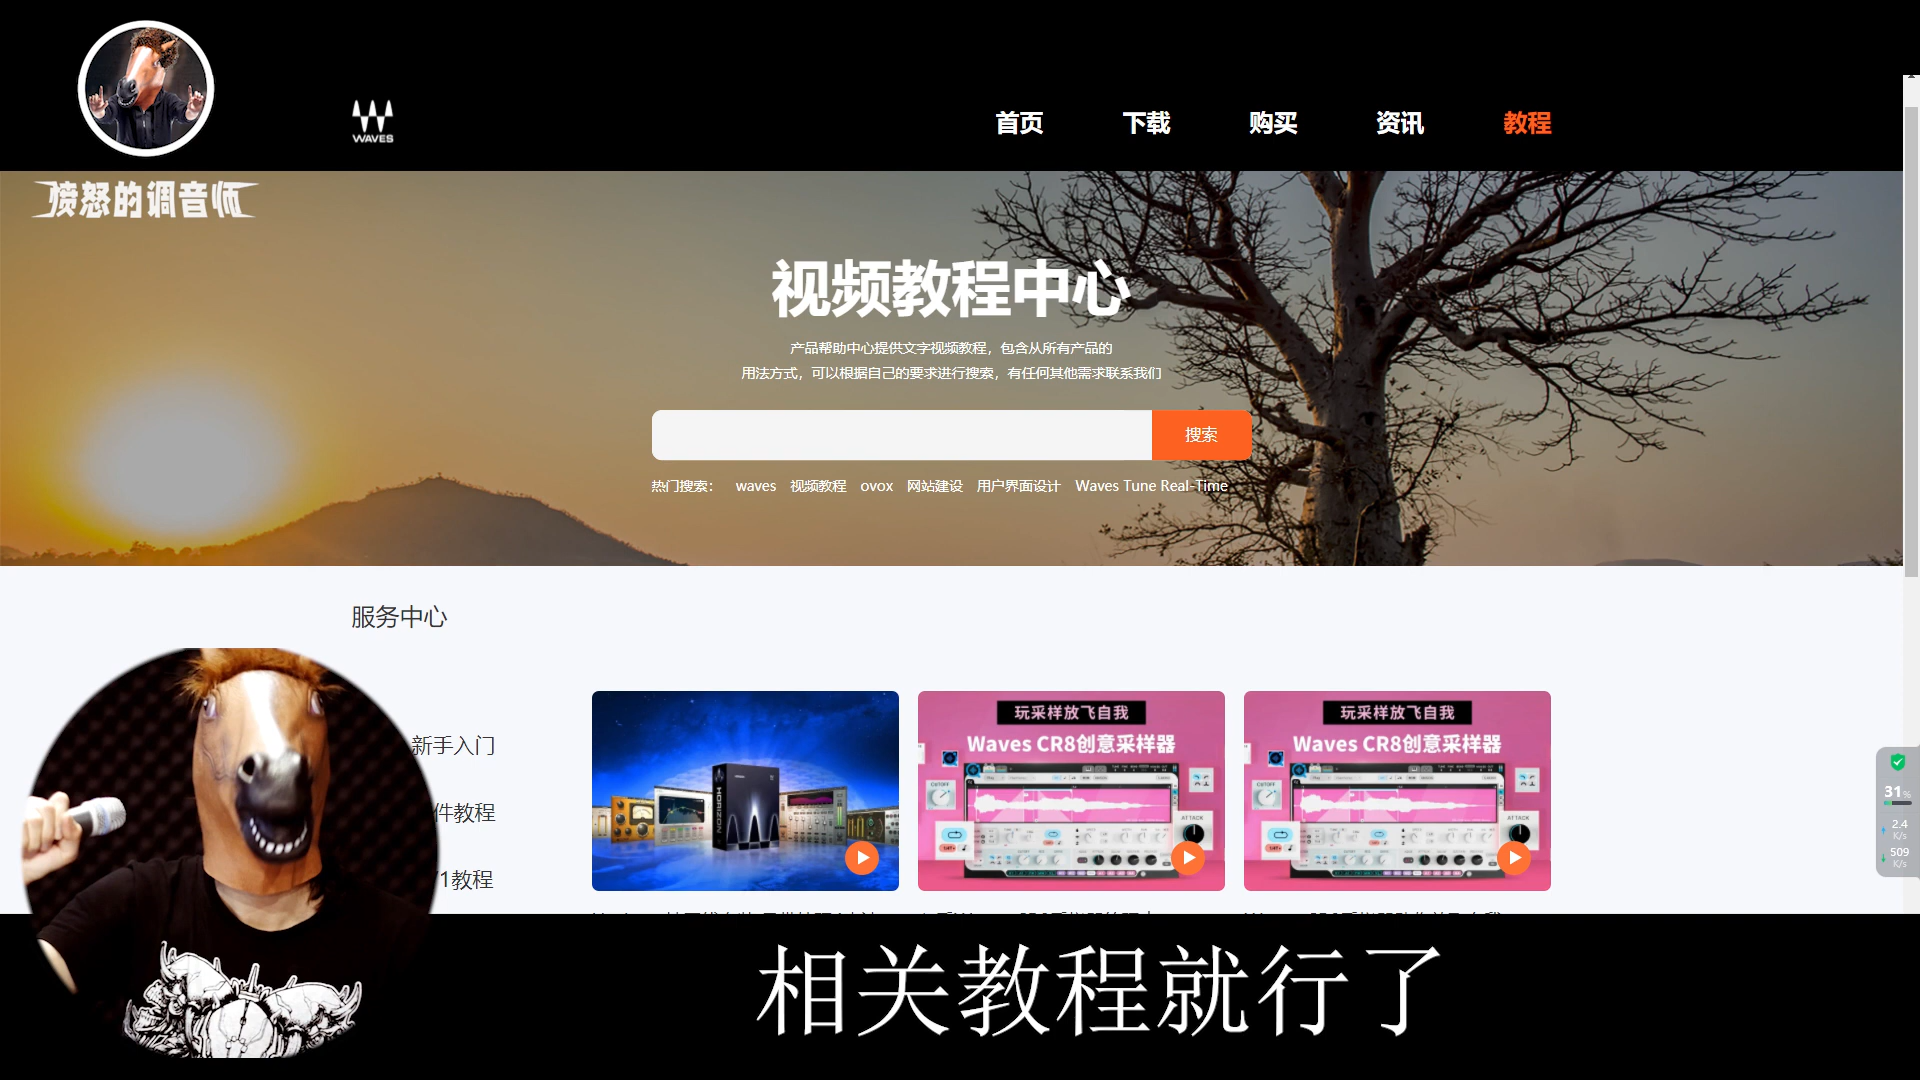 WAVES
首页 下载 购买 资讯 教程
愤怒的调音师
视频教程中心
产品帮助中心提供文字视频教程，包含从所有产品的
用法方式，可以根据自己的要求进行搜索，有任何其他需求联系我们
搜索
热门搜索： waves 视频教程 ovox 网站建设 用户界面设计 Waves Tune Real-Time
服务中心
新手入门
件教程
/1教程
HORIZON
玩采样放飞自我
Waves CR8创意采样器
CUTOFF
ATTACK
玩采样放飞自我
Waves CR8创意采样器
CUTOFF
ATTACK
31%
2.4
K/s
509
K/s
相关教程就行了